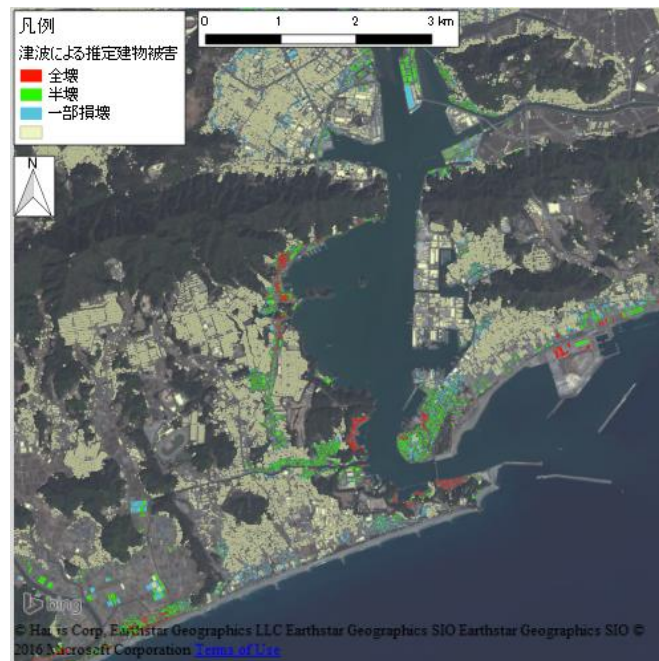 凡例
津波による推定建物被害
全壊
半壊
一部損壊
0 1 2 3 km
N
bing
© Harris Corp, Earthstar Geographics LLC Earthstar Geographics SIO Earthstar Geographics SIO ©
2016 Microsoft Corporation Terms of Use